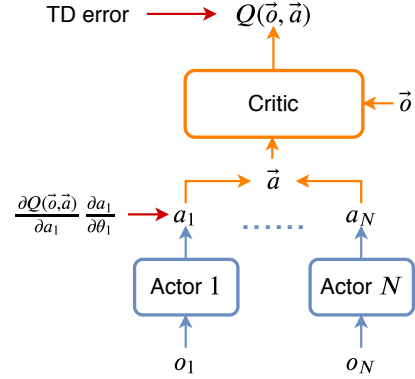 TD error Q(o⃗, a⃗)
Critic
o⃗
a⃗
∂Q(o⃗,a⃗)/∂a₁ ∂a₁/∂θ₁ a₁ ...... a_N
Actor 1 Actor N
o₁ o_N